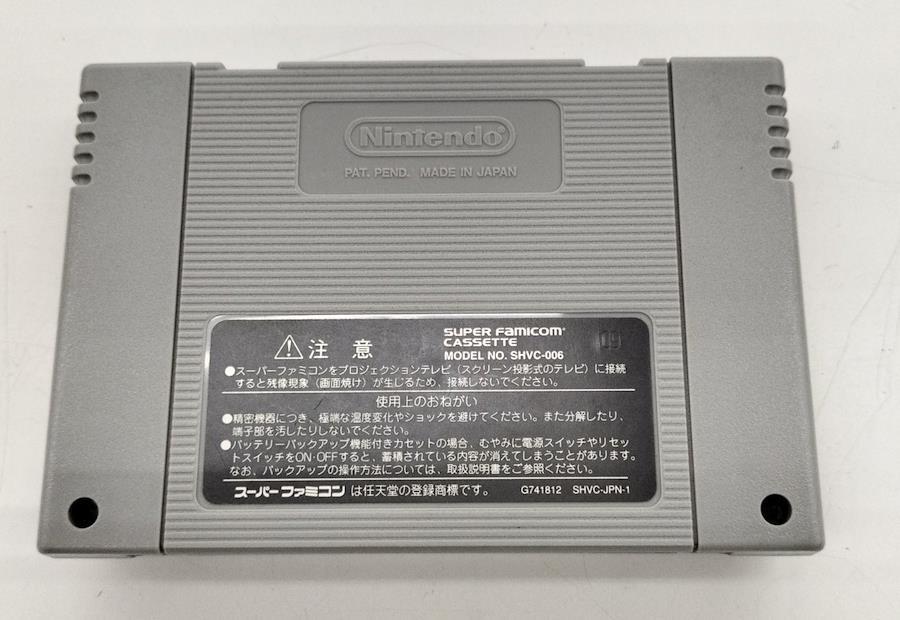 Nintendo®
PAT. PEND. MADE IN JAPAN
⚠注 意
SUPER FAMICOM®
CASSETTE
MODEL NO. SHVC-006
09
●スーパーファミコンをプロジェクションテレビ（スクリーン投影式のテレビ）に接続
すると残像現象（画面焼け）が生じるため、接続しないでください。
使用上のおねがい
●精密機器につき、極端な温度変化やショックを避けてください。また分解したり、
端子部を汚したりしないでください。
●バッテリーバックアップ機能付きカセットの場合、むやみに電源スイッチやリセッ
トスイッチをON・OFFすると、蓄積されている内容が消えてしまうことがあります。
なお、バックアップの操作方法については、取扱説明書をご参照ください。
スーパーファミコン は任天堂の登録商標です。
G741812 SHVC-JPN-1